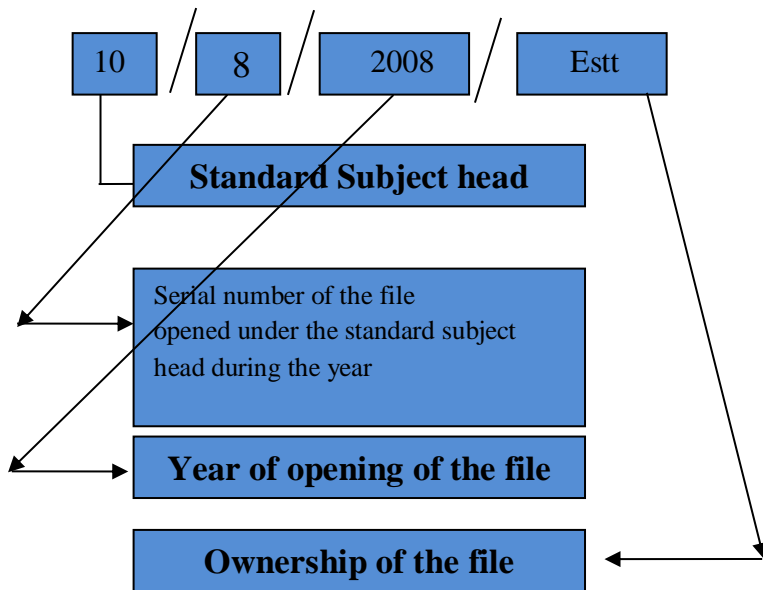 10 / 8 / 2008 / Estt
Standard Subject head
Serial number of the file
opened under the standard subject
head during the year
Year of opening of the file
Ownership of the file